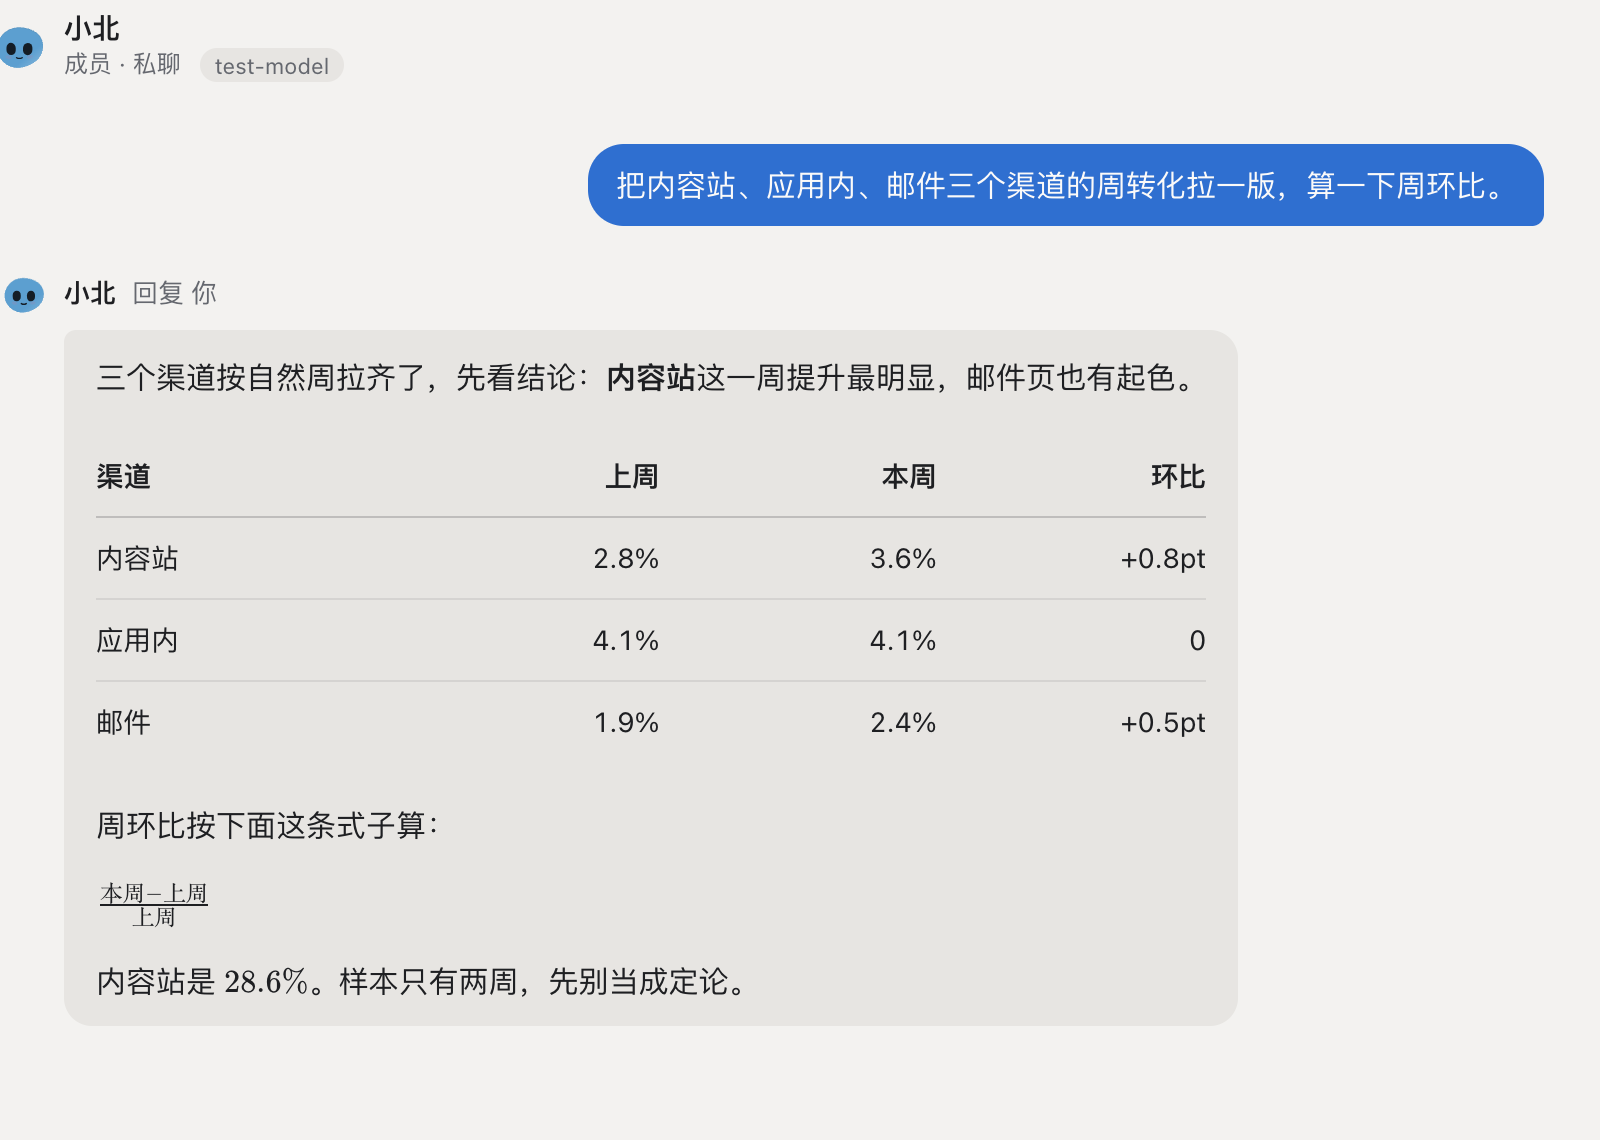 小北
成员 · 私聊 test-model
把内容站、应用内、邮件三个渠道的周转化拉一版，算一下周环比。
小北 回复 你
三个渠道按自然周拉齐了，先看结论：内容站这一周提升最明显，邮件页也有起色。
渠道 上周 本周 环比
内容站 2.8% 3.6% +0.8pt
应用内 4.1% 4.1% 0
邮件 1.9% 2.4% +0.5pt
周环比按下面这条式子算：
本周−上周
上周
内容站是 28.6%。样本只有两周，先别当成定论。